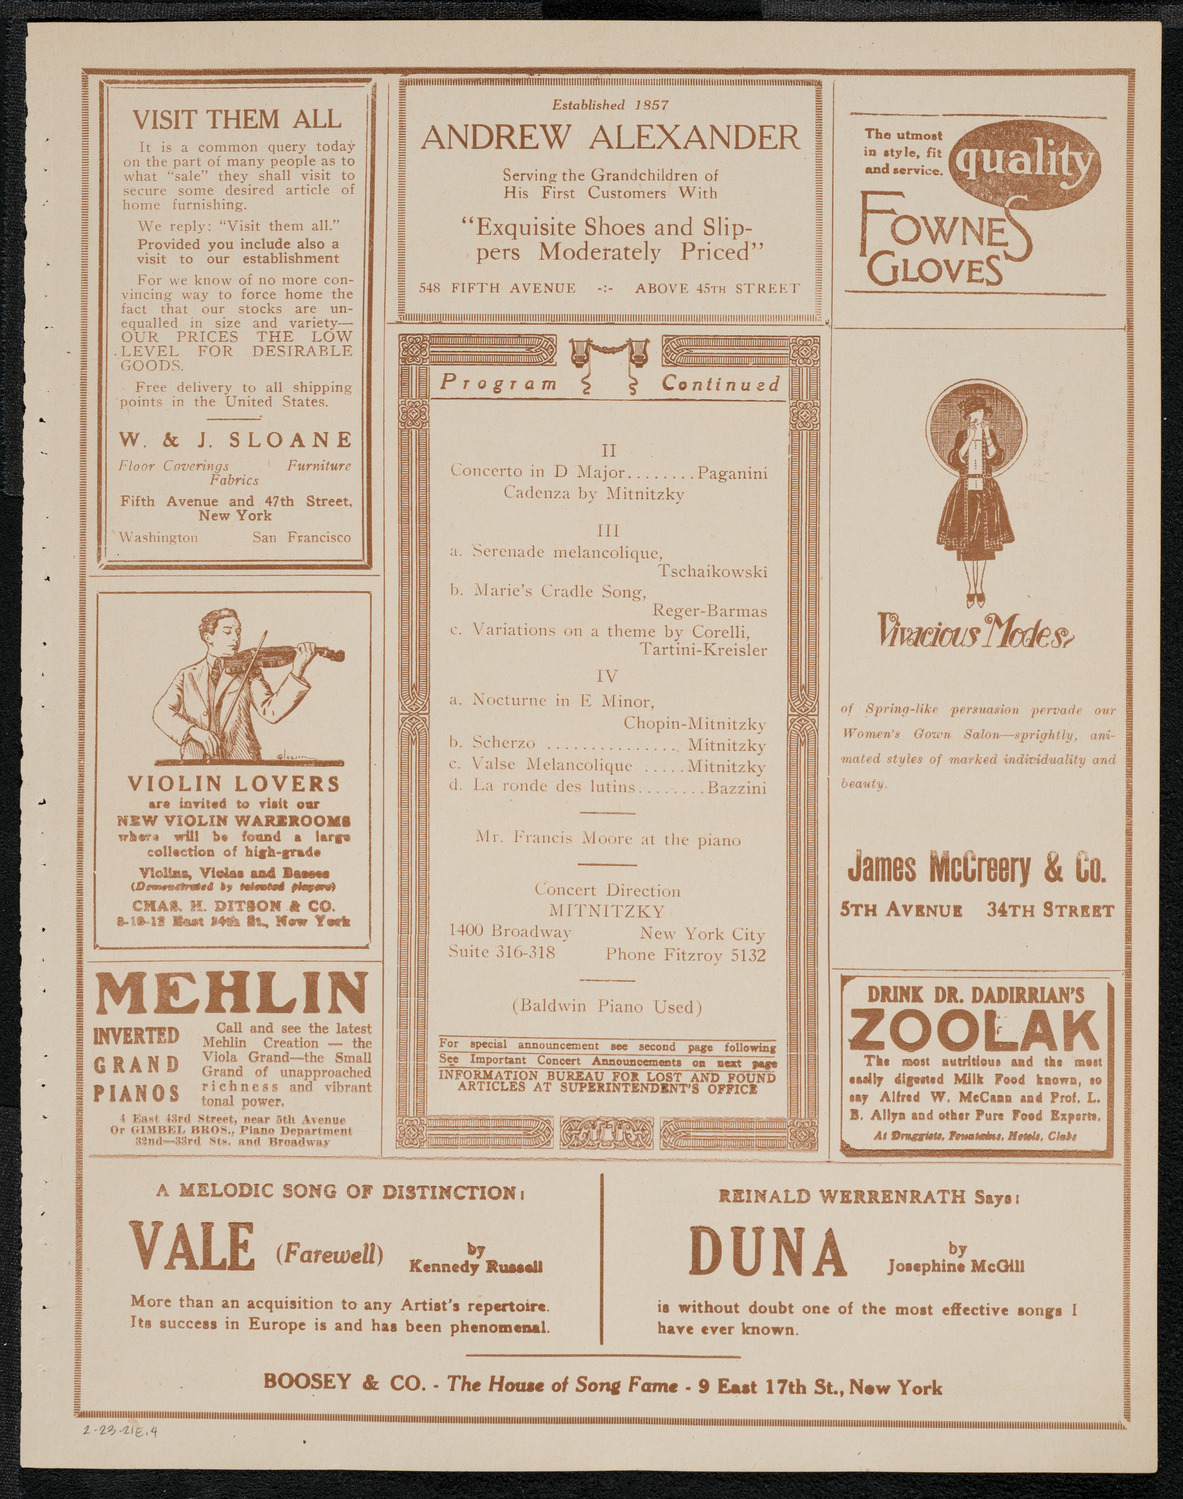 VISIT THEM ALL
It is a common query today
on the part of many people as to
what "sale" they shall visit to
secure some desired article of
home furnishing.
We reply: "Visit them all."
Provided you include also a
visit to our establishment
For we know of no more con-
vincing way to force home the
fact that our stocks are un-
equalled in size and variety—
OUR PRICES THE LOW
LEVEL FOR DESIRABLE
GOODS.
Free delivery to all shipping
points in the United States.
W. & J. SLOANE
Floor Coverings Furniture
Fabrics
Fifth Avenue and 47th Street,
New York
Washington San Francisco
VIOLIN LOVERS
are invited to visit our
NEW VIOLIN WAREROOMS
where will be found a large
collection of high-grade
Violins, Violas and Basses
(Demonstrated by talented players)
CHAS. H. DITSON & CO.
8-10-12 East 34th St., New York
MEHLIN
INVERTED
GRAND
PIANOS
Call and see the latest
Mehlin Creation — the
Viola Grand—the Small
Grand of unapproached
richness and vibrant
tonal power,
4 East 43rd Street, near 5th Avenue
Or GIMBEL BROS., Piano Department
32nd—33rd Sts. and Broadway
Established 1857
ANDREW ALEXANDER
Serving the Grandchildren of
His First Customers With
"Exquisite Shoes and Slip-
pers Moderately Priced"
548 FIFTH AVENUE -:- ABOVE 45TH STREET
Program Continued
II
Concerto in D Major........Paganini
Cadenza by Mitnitzky
III
a. Serenade melancolique,
Tschaikowski
b. Marie's Cradle Song,
Reger-Barmas
c. Variations on a theme by Corelli,
Tartini-Kreisler
IV
a. Nocturne in E Minor,
Chopin-Mitnitzky
b. Scherzo ................ Mitnitzky
c. Valse Melancolique .....Mitnitzky
d. La ronde des lutins........Bazzini
Mr. Francis Moore at the piano
Concert Direction
MITNITZKY
1400 Broadway New York City
Suite 316-318 Phone Fitzroy 5132
(Baldwin Piano Used)
For special announcement see second page following
See Important Concert Announcements on next page
INFORMATION BUREAU FOR LOST AND FOUND
ARTICLES AT SUPERINTENDENT'S OFFICE
The utmost
in style, fit
and service.
quality
FOWNES
GLOVES
Vivacious Modes,
of Spring-like persuasion pervade our
Women's Gown Salon—sprightly, ani-
mated styles of marked individuality and
beauty.
James McCreery & Co.
5TH AVENUE 34TH STREET
DRINK DR. DADIRRIAN'S
ZOOLAK
The most nutritious and the most
easily digested Milk Food known, so
say Alfred W. McCann and Prof. L.
B. Allyn and other Pure Food Experts,
At Druggists, Fountains, Hotels, Clubs
A MELODIC SONG OF DISTINCTION:
VALE (Farewell) by
Kennedy Russell
More than an acquisition to any Artist's repertoire.
Its success in Europe is and has been phenomenal.
REINALD WERRENRATH Says:
DUNA by
Josephine McGill
is without doubt one of the most effective songs I
have ever known.
BOOSEY & CO. - The House of Song Fame - 9 East 17th St., New York
2-23-21E.4